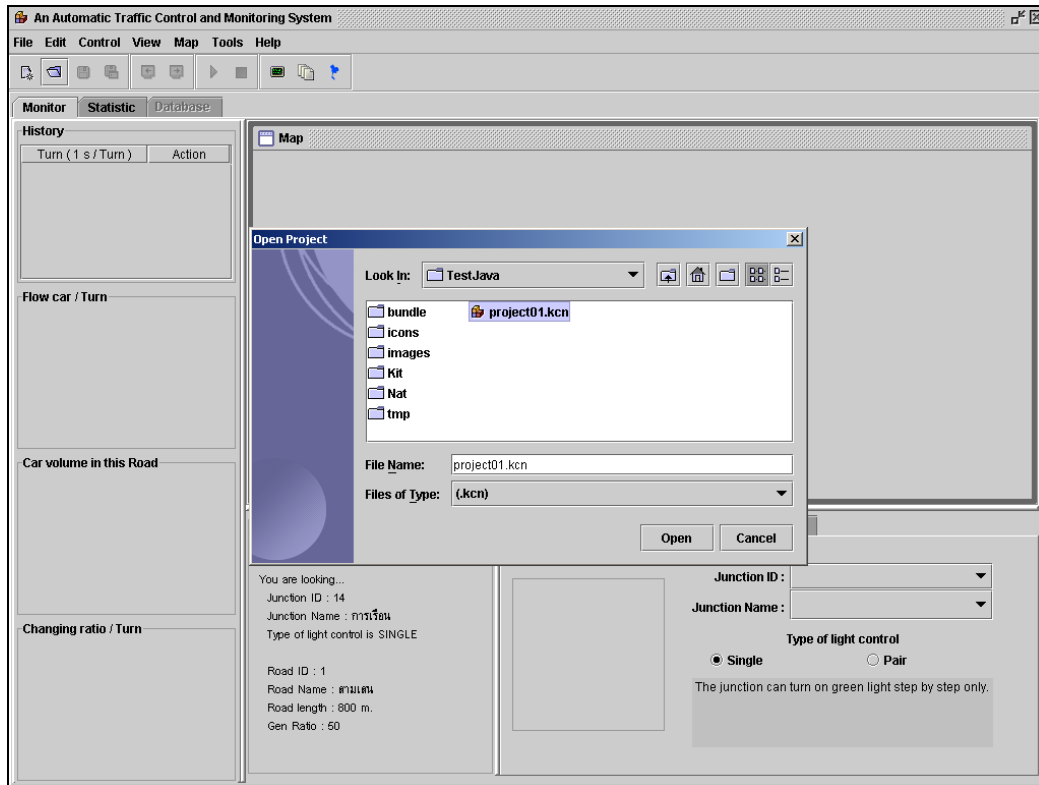 An Automatic Traffic Control and Monitoring System
File Edit Control View Map Tools Help
Monitor Statistic Database
History
Turn ( 1 s / Turn ) Action
Flow car / Turn
Car volume in this Road
Changing ratio / Turn
Map
Open Project
Look In: TestJava
bundle project01.kcn
icons
images
Kit
Nat
tmp
File Name: project01.kcn
Files of Type: (.kcn)
Open Cancel
You are looking...
Junction ID : 14
Junction Name : การเรือน
Type of light control is SINGLE
Road ID : 1
Road Name : สามเสน
Road length : 800 m.
Gen Ratio : 50
Junction ID :
Junction Name :
Type of light control
Single Pair
The junction can turn on green light step by step only.